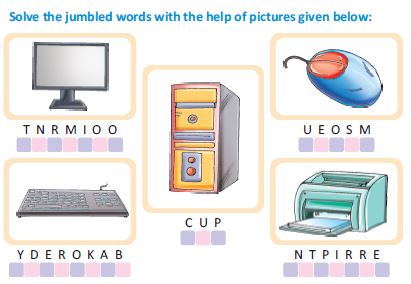 Solve the jumbled words with the help of pictures given below:
T N R M I O O
U E O S M
C U P
Y D E R O K A B
N T P I R R E